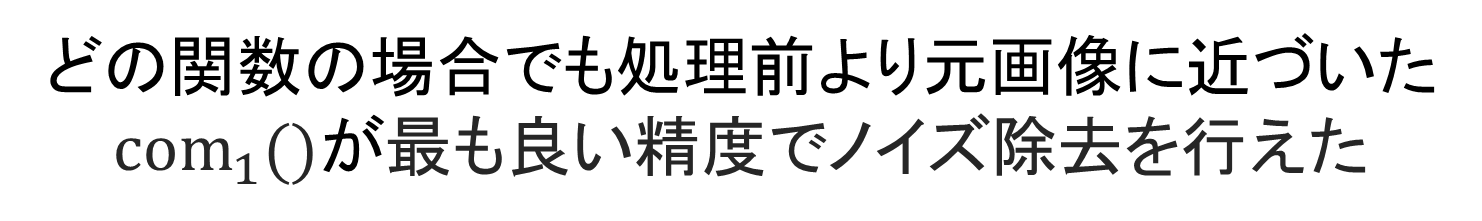 どの関数の場合でも処理前より元画像に近づいた
com₁()が最も良い精度でノイズ除去を行えた